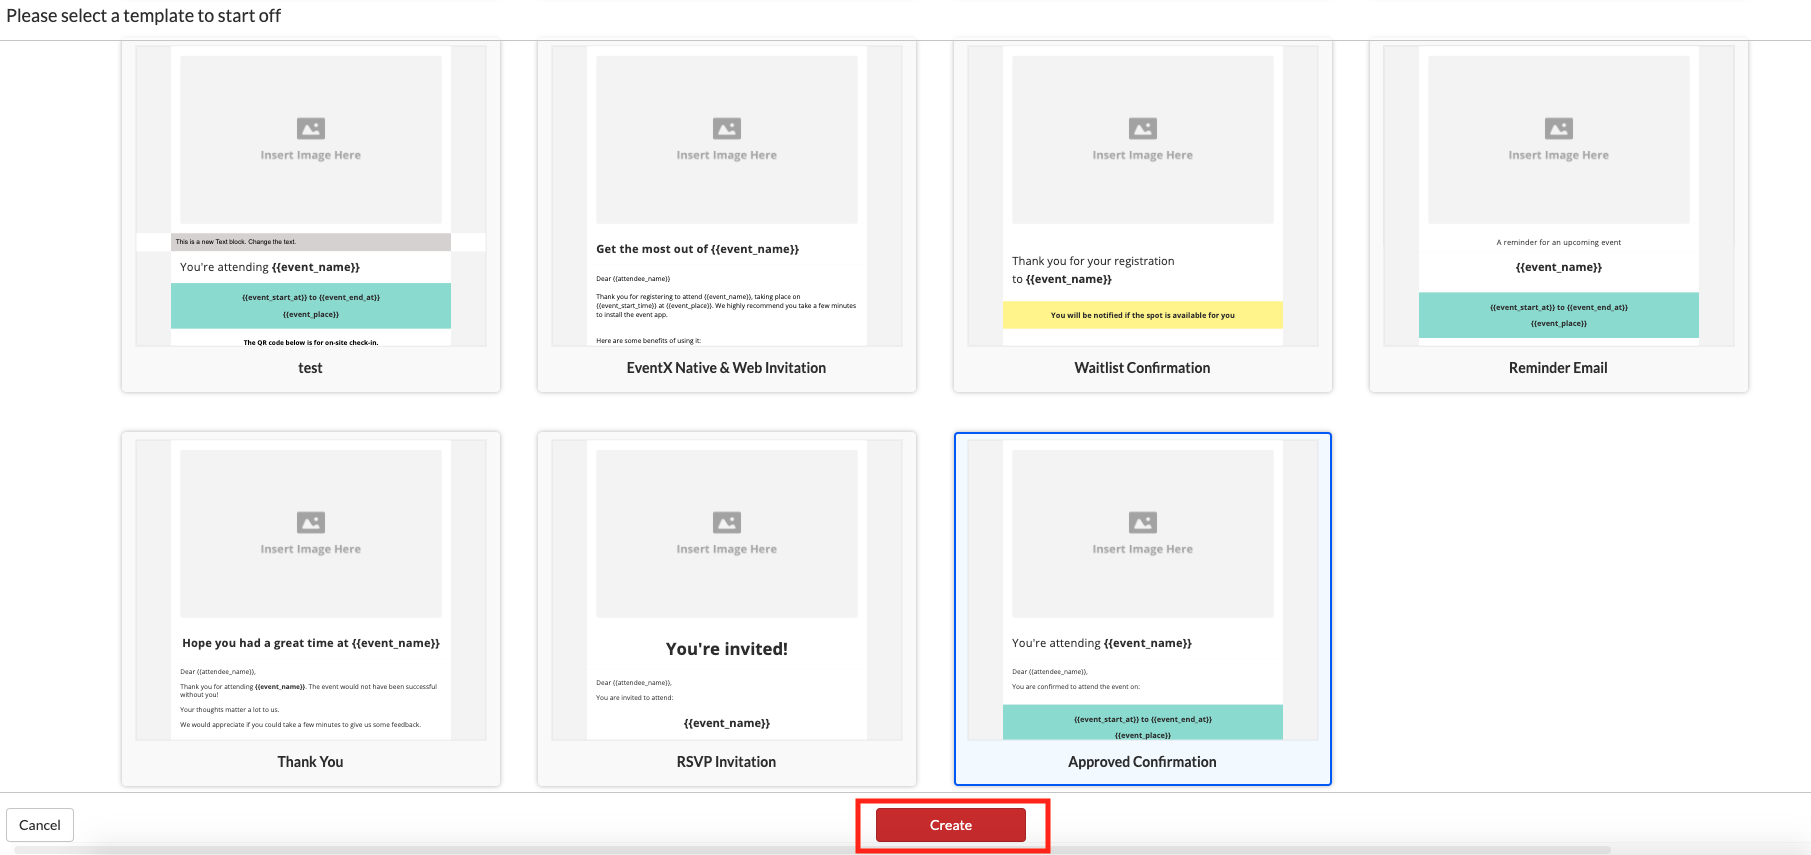 Please select a template to start off
Insert Image Here
This is a new Text block. Change the text.
You're attending {{event_name}}
{{event_start_at}} to {{event_end_at}}
{{event_place}}
The QR code below is for on-site check-in.
test
Insert Image Here
Get the most out of {{event_name}}
Dear {{attendee_name}}
Thank you for registering to attend {{event_name}}, taking place on
{{event_start_time}} at {{event_place}}. We highly recommend you take a few minutes
to install the event app.
Here are some benefits of using it:
EventX Native & Web Invitation
Insert Image Here
Thank you for your registration
to {{event_name}}
You will be notified if the spot is available for you
Waitlist Confirmation
Insert Image Here
A reminder for an upcoming event
{{event_name}}
{{event_start_at}} to {{event_end_at}}
{{event_place}}
Reminder Email
Insert Image Here
Hope you had a great time at {{event_name}}
Dear {{attendee_name}},
Thank you for attending {{event_name}}. The event would not have been successful
without you!
Your thoughts matter a lot to us.
We would appreciate if you could take a few minutes to give us some feedback.
Thank You
Insert Image Here
You're invited!
Dear {{attendee_name}},
You are invited to attend:
{{event_name}}
RSVP Invitation
Insert Image Here
You're attending {{event_name}}
Dear {{attendee_name}},
You are confirmed to attend the event on:
{{event_start_at}} to {{event_end_at}}
{{event_place}}
Approved Confirmation
Cancel
Create